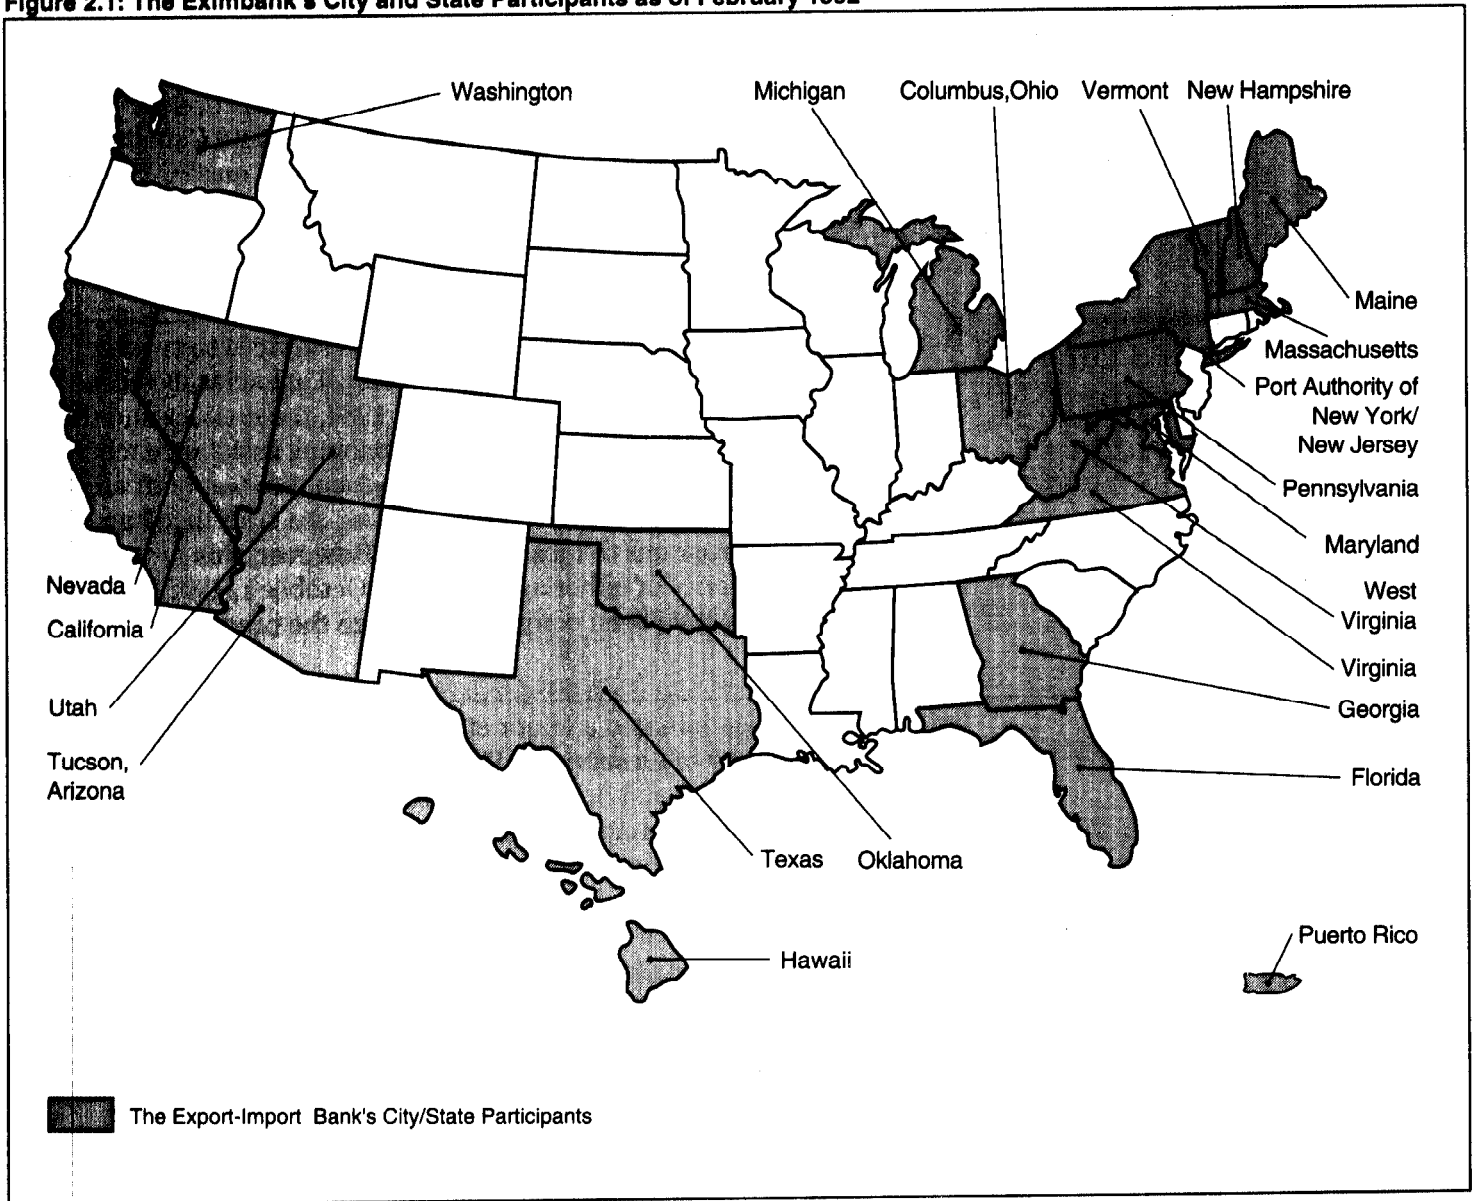 Figure 2.1: The Eximbank's City and State Participants as of February 1992
Washington
Michigan
Columbus,Ohio
Vermont
New Hampshire
Maine
Massachusetts
Port Authority of
New York/
New Jersey
Pennsylvania
Maryland
West
Virginia
Virginia
Georgia
Florida
Nevada
California
Utah
Tucson,
Arizona
Texas
Oklahoma
Hawaii
Puerto Rico
The Export-Import Bank's City/State Participants